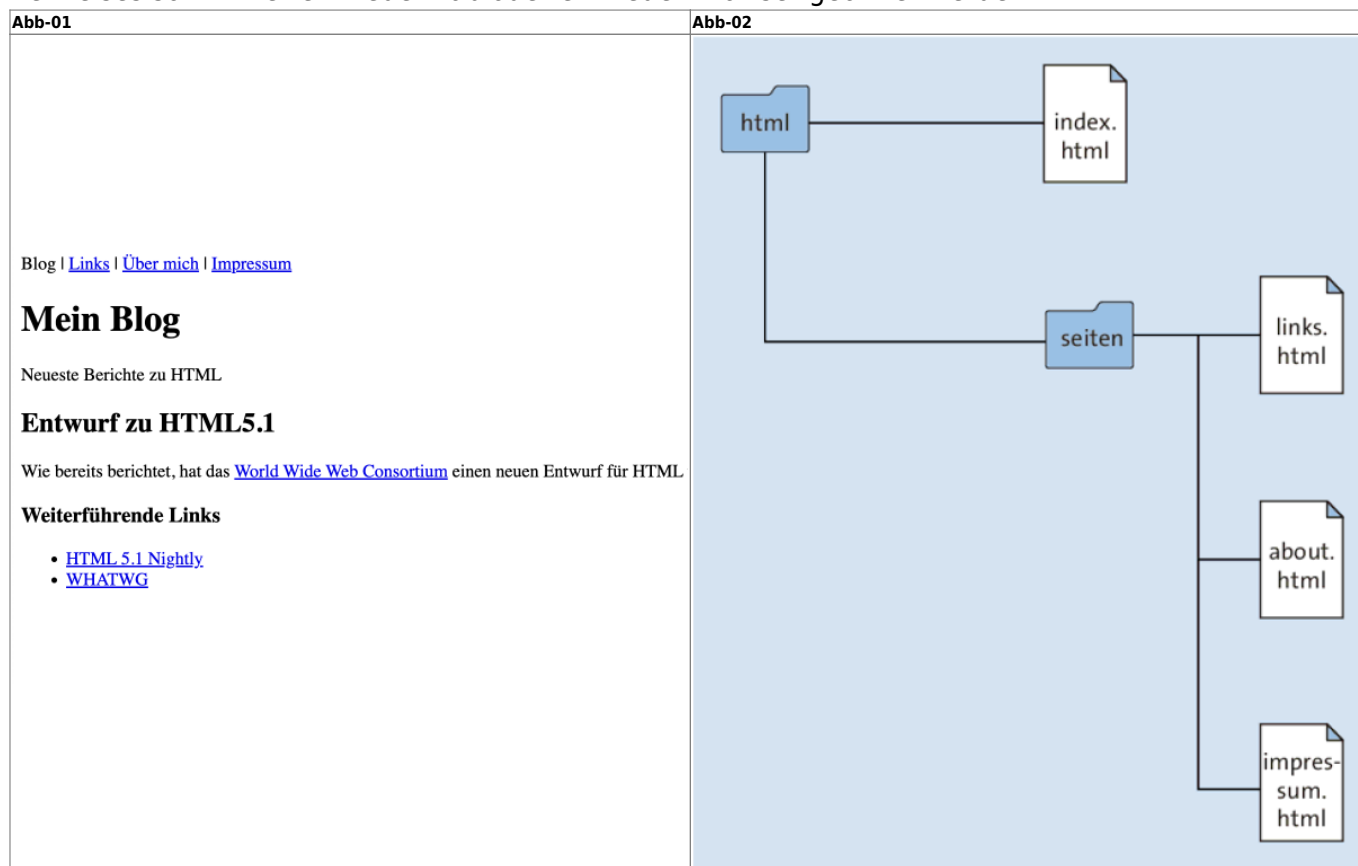 Abb-01
Abb-02
Blog | Links | Über mich | Impressum
Mein Blog
Neueste Berichte zu HTML
Entwurf zu HTML5.1
Wie bereits berichtet, hat das World Wide Web Consortium einen neuen Entwurf für HTML
Weiterführende Links
• HTML 5.1 Nightly
• WHATWG
html
index.
html
seiten
links.
html
about.
html
impres-
sum.
html